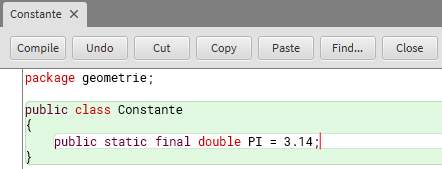 Constante ×
Compile Undo Cut Copy Paste Find... Close
package geometrie;
public class Constante
{
public static final double PI = 3.14;
}